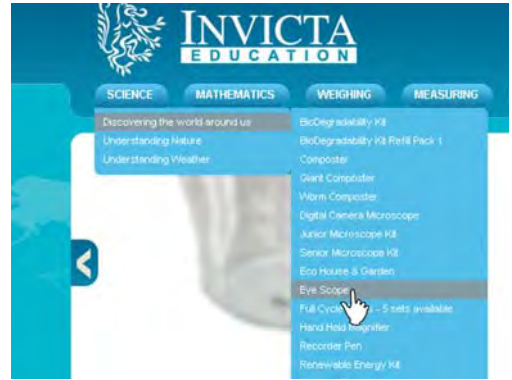 INVICTA
EDUCATION
SCIENCE MATHEMATICS WEIGHING MEASURING
Discovering the world around us
Understanding Nature
Understanding Weather
BioDegradability Kit
BioDegradability Kit Refill Pack 1
Composter
Giant Composter
Worm Composter
Digital Camera Microscope
Junior Microscope Kit
Senior Microscope Kit
Eco House & Garden
Eye Scope
Full Cycle - 5 sets available
Hand Held Magnifier
Recorder Pen
Renewable Energy Kit